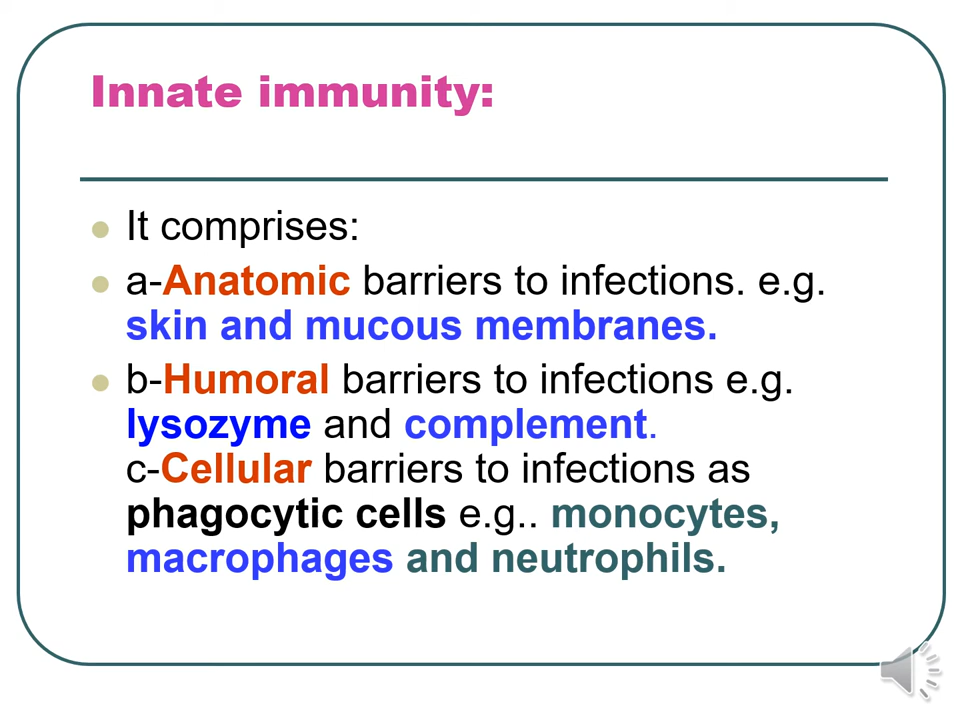 Innate immunity:
It comprises:
a-Anatomic barriers to infections. e.g.
skin and mucous membranes.
b-Humoral barriers to infections e.g.
lysozyme and complement.
c-Cellular barriers to infections as
phagocytic cells e.g.. monocytes,
macrophages and neutrophils.